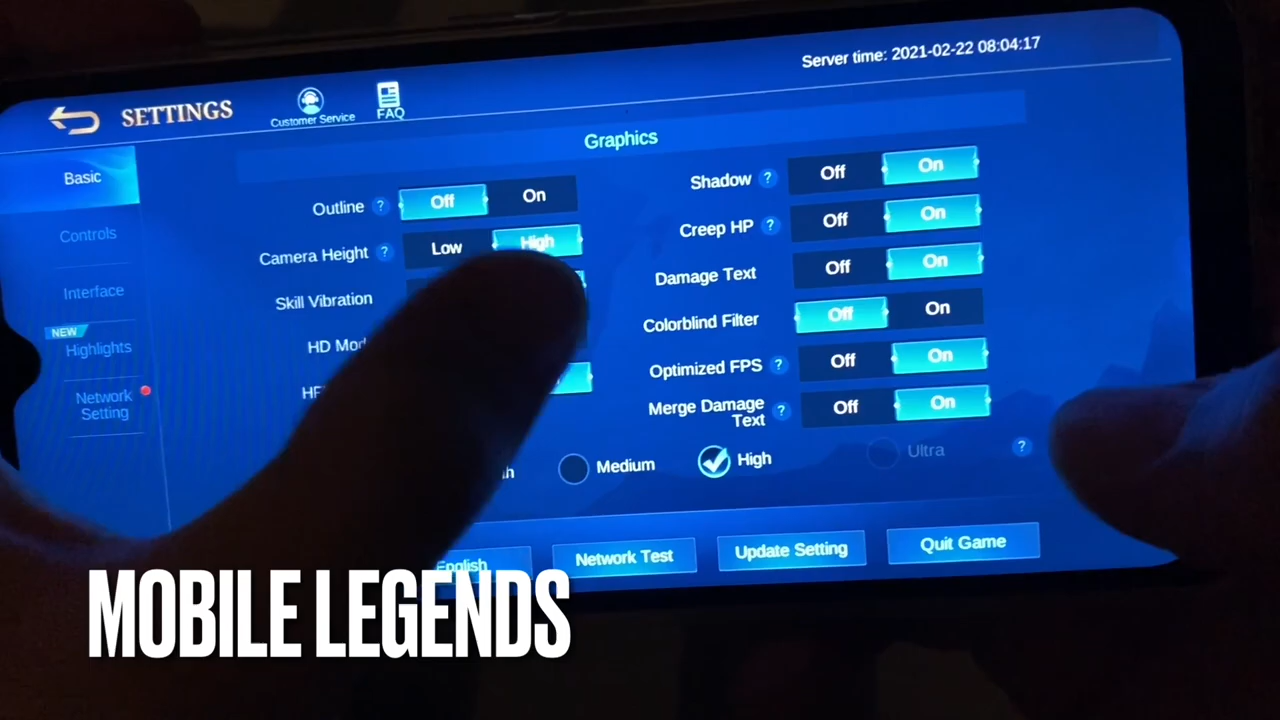 Server time: 2021-02-22 08:04:17
SETTINGS
Customer Service
FAQ
Graphics
Basic
Controls
Interface
NEW
Highlights
Network
Setting
Outline ? Off On
Camera Height ? Low High
Skill Vibration
HD
Shadow ? Off On
Creep HP ? Off On
Damage Text Off On
Colorblind Filter Off On
Optimized FPS ? Off On
Merge Damage
Text ? Off On
Medium High Ultra ?
English Network Test Update Setting Quit Game
MOBILE LEGENDS